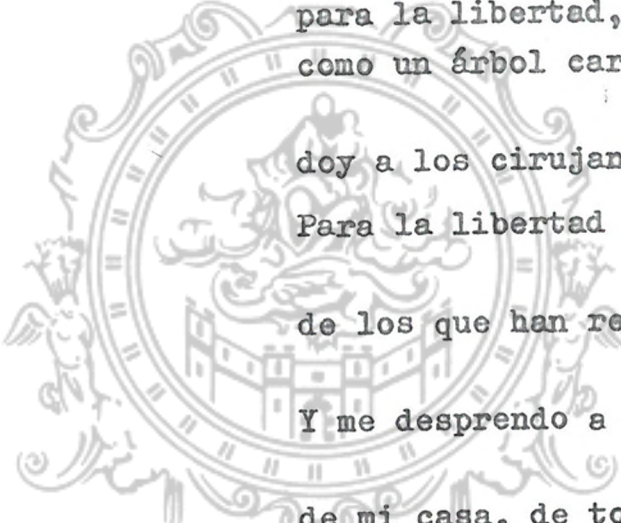 para la libertad,
como un árbol car
doy a los cirujan
Para la libertad
de los que han re
Y me desprendo a
de mi casa, de to